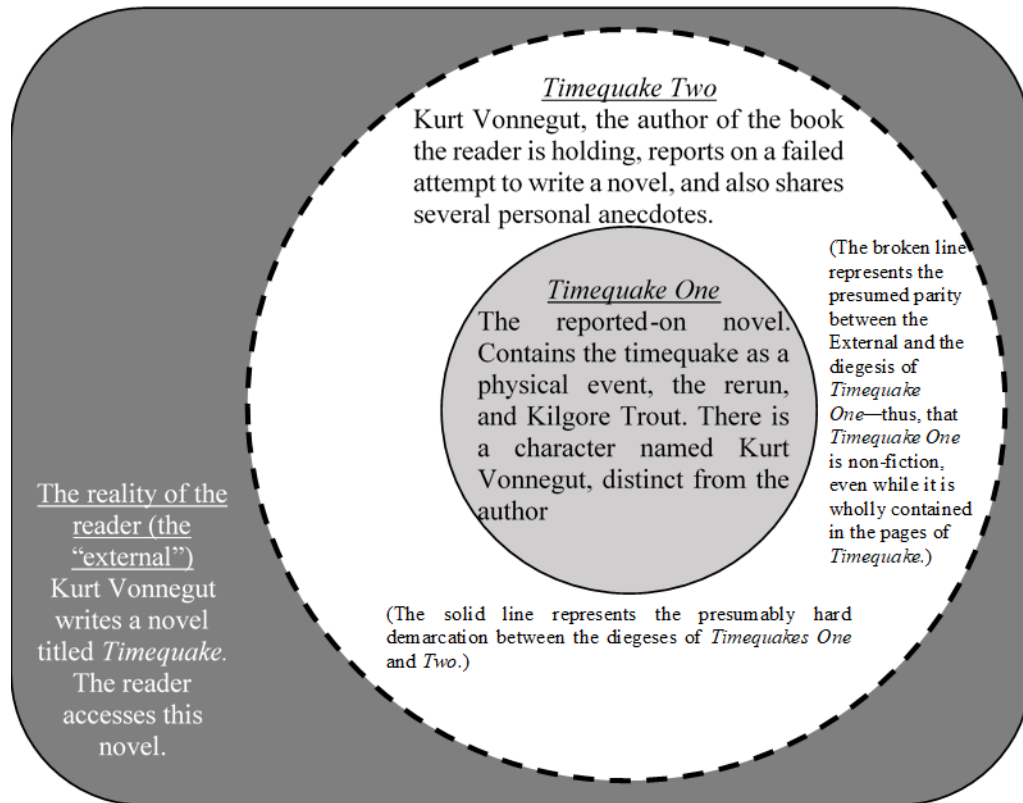 Timequake Two
Kurt Vonnegut, the author of the book
the reader is holding, reports on a failed
attempt to write a novel, and also shares
several personal anecdotes.
Timequake One
The reported-on novel.
Contains the timequake as a
physical event, the rerun,
and Kilgore Trout. There is
a character named Kurt
Vonnegut, distinct from the
author
(The broken line
represents the
presumed parity
between the
External and the
diegesis of
Timequake
One—thus, that
Timequake One
is non-fiction,
even while it is
wholly contained
in the pages of
Timequake.)
The reality of the
reader (the
“external”)
Kurt Vonnegut
writes a novel
titled Timequake.
The reader
accesses this
novel.
(The solid line represents the presumably hard
demarcation between the diegeses of Timequakes One
and Two.)